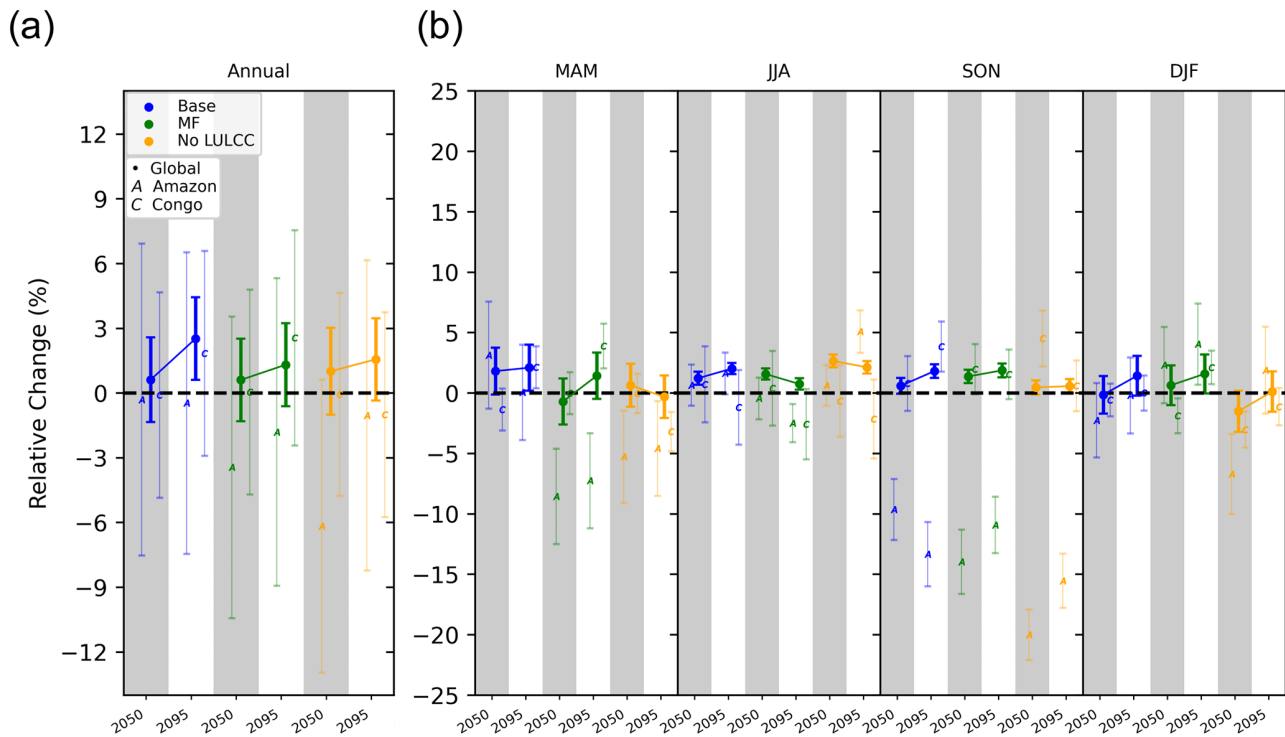 (a)
(b)
Annual
MAM
JJA
SON
DJF
Base
MF
No LULCC
Global
A Amazon
C Congo
Relative Change (%)
12
9
6
3
0
−3
−6
−9
−12
25
20
15
10
5
0
−5
−10
−15
−20
−25
2050 2095 2050 2095 2050 2095
2050 2095 2050 2095 2050 2095
2050 2095 2050 2095 2050 2095
2050 2095 2050 2095 2050 2095
2050 2095 2050 2095 2050 2095